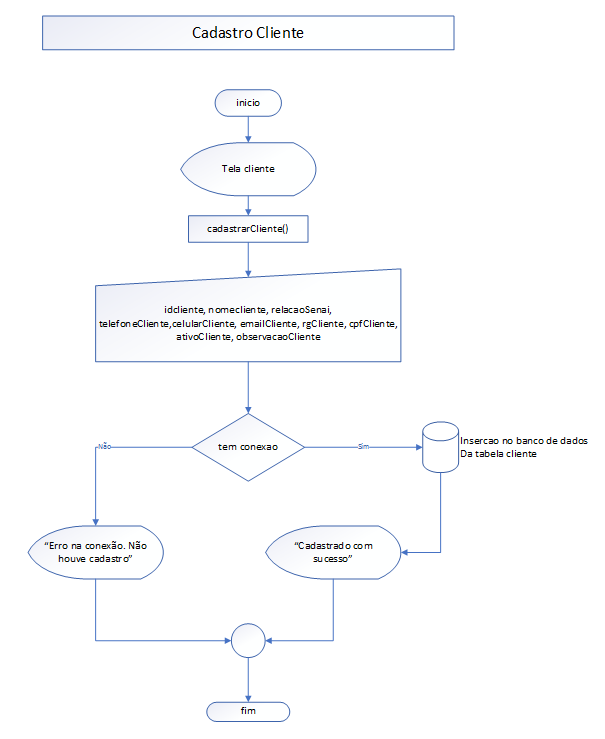 Cadastro Cliente
inicio
Tela cliente
cadastrarCliente()
idcliente, nomecliente, relacaoSenai,
telefoneCliente,celularCliente, emailCliente, rgCliente, cpfCliente,
ativoCliente, observacaoCliente
tem conexao
Não
Sim
Insercao no banco de dados
Da tabela cliente
“Erro na conexão. Não
houve cadastro”
“Cadastrado com
sucesso”
fim